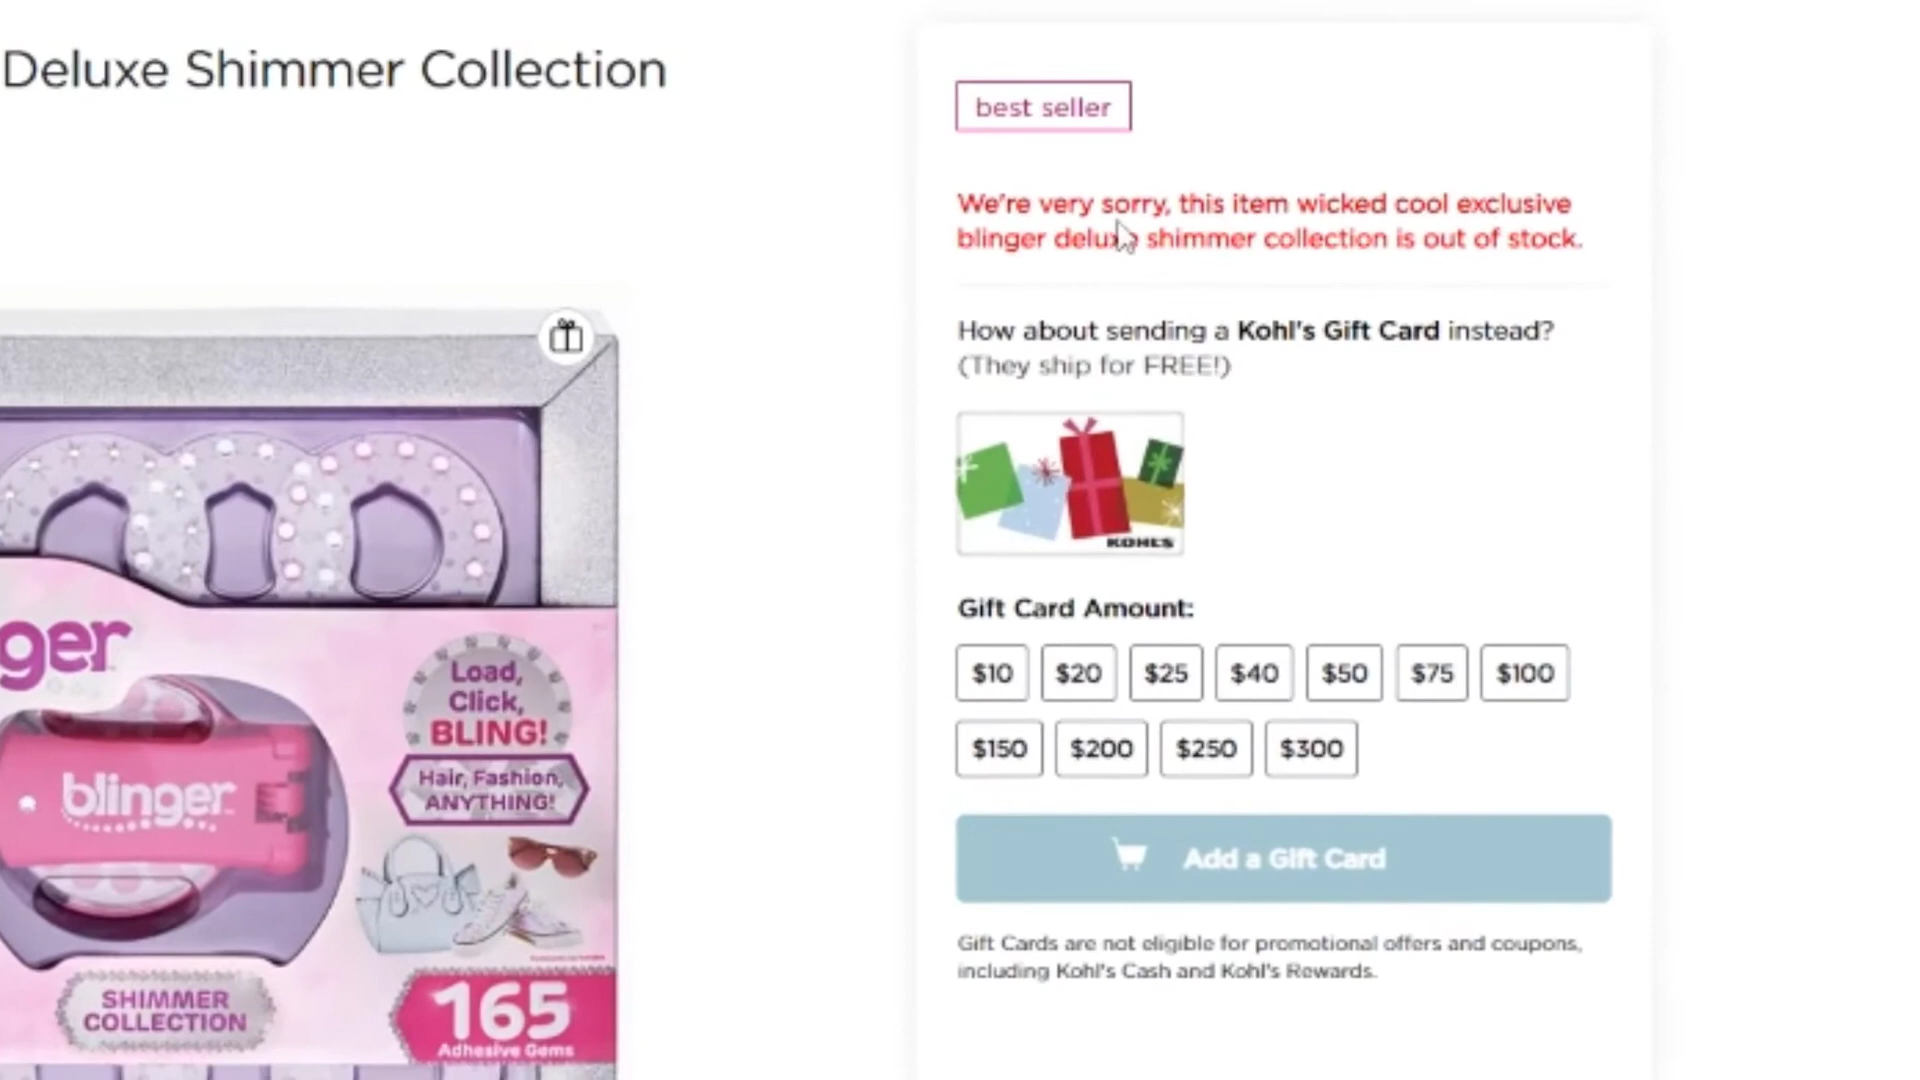 Deluxe Shimmer Collection
best seller
We're very sorry, this item wicked cool exclusive
blinger deluxe shimmer collection is out of stock.
How about sending a Kohl's Gift Card instead?
(They ship for FREE!)
KOHL'S
Gift Card Amount:
$10 $20 $25 $40 $50 $75 $100
$150 $200 $250 $300
Add a Gift Card
Gift Cards are not eligible for promotional offers and coupons,
including Kohl's Cash and Kohl's Rewards.
ger
Load,
Click,
BLING!
Hair, Fashion,
ANYTHING!
blinger
SHIMMER
COLLECTION
165
Adhesive Gems